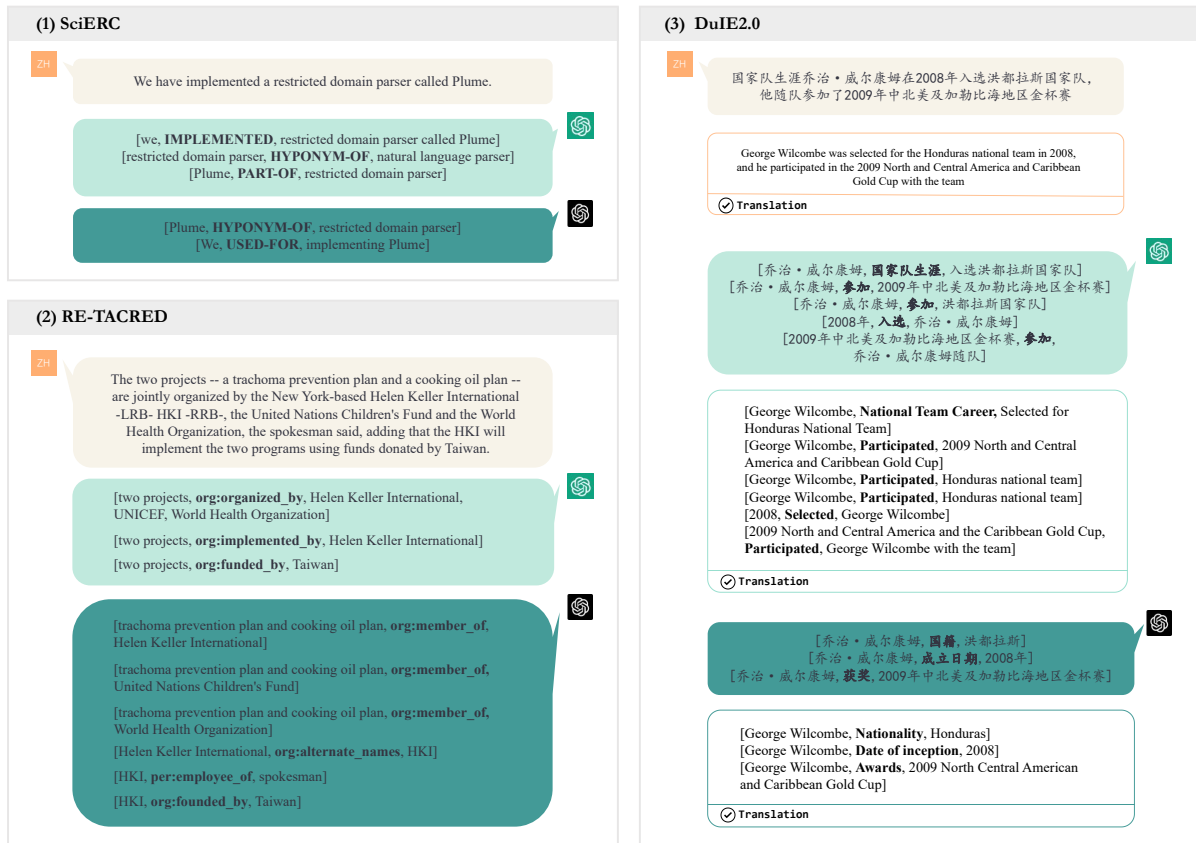 (1) SciERC
ZH
We have implemented a restricted domain parser called Plume.
[we, IMPLEMENTED, restricted domain parser called Plume]
[restricted domain parser, HYPONYM-OF, natural language parser]
[Plume, PART-OF, restricted domain parser]
[Plume, HYPONYM-OF, restricted domain parser]
[We, USED-FOR, implementing Plume]
(2) RE-TACRED
ZH
The two projects -- a trachoma prevention plan and a cooking oil plan --
are jointly organized by the New York-based Helen Keller International
-LRB- HKI -RRB-, the United Nations Children's Fund and the World
Health Organization, the spokesman said, adding that the HKI will
implement the two programs using funds donated by Taiwan.
[two projects, org:organized_by, Helen Keller International,
UNICEF, World Health Organization]
[two projects, org:implemented_by, Helen Keller International]
[two projects, org:funded_by, Taiwan]
[trachoma prevention plan and cooking oil plan, org:member_of,
Helen Keller International]
[trachoma prevention plan and cooking oil plan, org:member_of,
United Nations Children's Fund]
[trachoma prevention plan and cooking oil plan, org:member_of,
World Health Organization]
[Helen Keller International, org:alternate_names, HKI]
[HKI, per:employee_of, spokesman]
[HKI, org:founded_by, Taiwan]
(3) DuIE2.0
ZH
国家队生涯乔治·威尔康姆在2008年入选洪都拉斯国家队，
他随队参加了2009年中北美及加勒比海地区金杯赛
George Wilcombe was selected for the Honduras national team in 2008,
and he participated in the 2009 North and Central America and Caribbean
Gold Cup with the team
Translation
[乔治·威尔康姆, 国家队生涯, 入选洪都拉斯国家队]
[乔治·威尔康姆, 参加, 2009年中北美及加勒比海地区金杯赛]
[乔治·威尔康姆, 参加, 洪都拉斯国家队]
[2008年, 入选, 乔治·威尔康姆]
[2009年中北美及加勒比海地区金杯赛, 参加,
乔治·威尔康姆随队]
[George Wilcombe, National Team Career, Selected for
Honduras National Team]
[George Wilcombe, Participated, 2009 North and Central
America and Caribbean Gold Cup]
[George Wilcombe, Participated, Honduras national team]
[George Wilcombe, Participated, Honduras national team]
[2008, Selected, George Wilcombe]
[2009 North and Central America and the Caribbean Gold Cup,
Participated, George Wilcombe with the team]
Translation
[乔治·威尔康姆, 国籍, 洪都拉斯]
[乔治·威尔康姆, 成立日期, 2008年]
[乔治·威尔康姆, 获奖, 2009年中北美及加勒比海地区金杯赛]
[George Wilcombe, Nationality, Honduras]
[George Wilcombe, Date of inception, 2008]
[George Wilcombe, Awards, 2009 North Central American
and Caribbean Gold Cup]
Translation